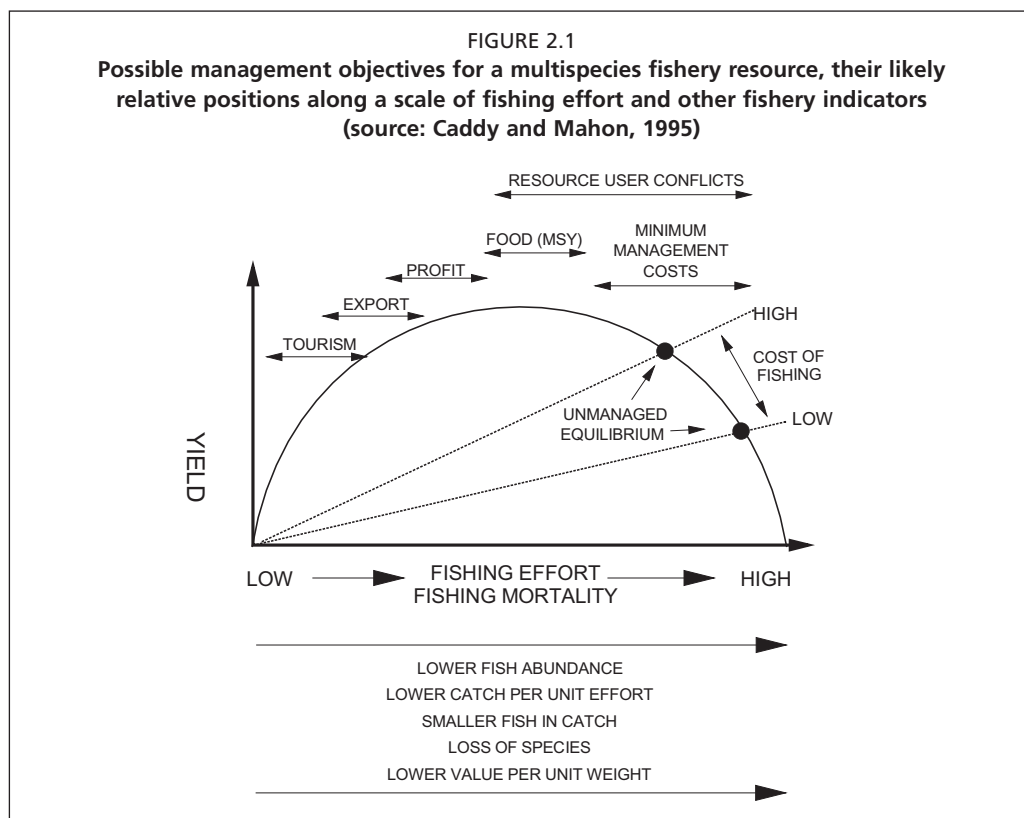 FIGURE 2.1
Possible management objectives for a multispecies fishery resource, their likely
relative positions along a scale of fishing effort and other fishery indicators
(source: Caddy and Mahon, 1995)
RESOURCE USER CONFLICTS
FOOD (MSY)
MINIMUM
MANAGEMENT
COSTS
PROFIT
EXPORT
TOURISM
HIGH
COST OF
FISHING
LOW
UNMANAGED
EQUILIBRIUM
YIELD
LOW
FISHING EFFORT
FISHING MORTALITY
HIGH
LOWER FISH ABUNDANCE
LOWER CATCH PER UNIT EFFORT
SMALLER FISH IN CATCH
LOSS OF SPECIES
LOWER VALUE PER UNIT WEIGHT